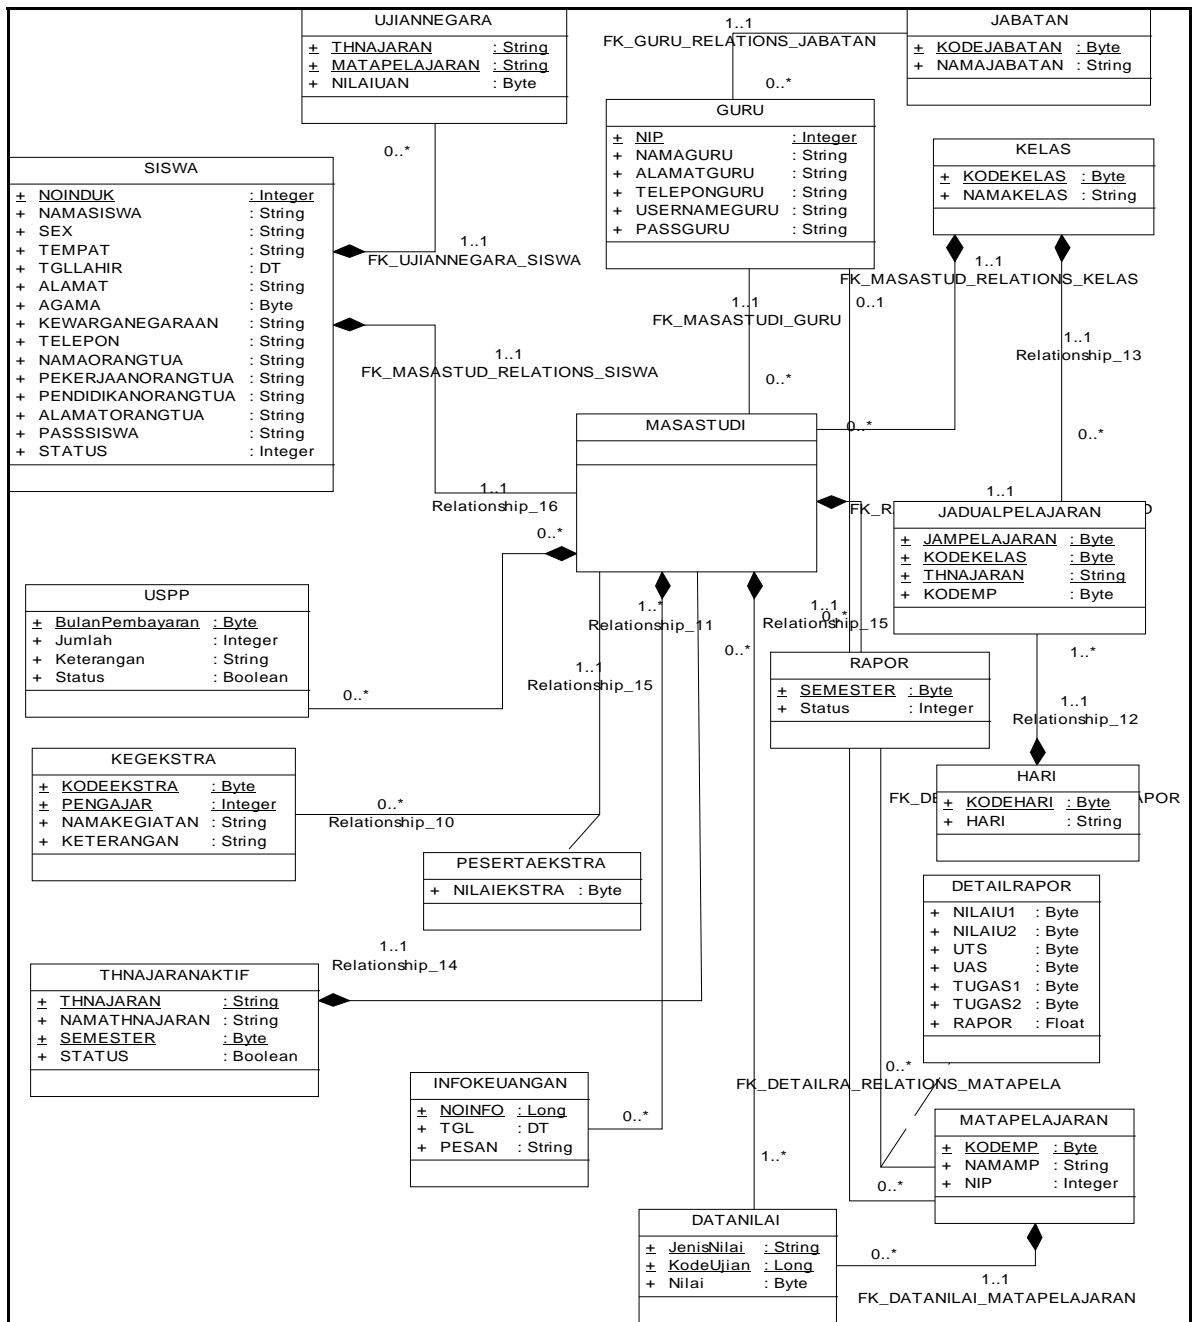 UJIANNEGARA
+ THNAJARAN : String
+ MATAPELAJARAN : String
+ NILAIUAN : Byte
1..1
FK_GURU_RELATIONS_JABATAN
0..*
JABATAN
+ KODEJABATAN : Byte
+ NAMAJABATAN : String
GURU
+ NIP : Integer
+ NAMAGURU : String
+ ALAMATGURU : String
+ TELEPONGURU : String
+ USERNAMEGURU : String
+ PASSGURU : String
KELAS
+ KODEKELAS : Byte
+ NAMAKELAS : String
0..*
SISWA
+ NOINDUK : Integer
+ NAMASISWA : String
+ SEX : String
+ TEMPAT : String
+ TGLLAHIR : DT
+ ALAMAT : String
+ AGAMA : Byte
+ KEWARGANEGARAAN : String
+ TELEPON : String
+ NAMAORANGTUA : String
+ PEKERJAANORANGTUA : String
+ PENDIDIKANORANGTUA : String
+ ALAMATORANGTUA : String
+ PASSSISWA : String
+ STATUS : Integer
1..1
FK_UJIANNEGARA_SISWA
1..1
FK_MASASTUD_RELATIONS_KELAS
1..1
FK_MASASTUDI_GURU
0..1
1..1
Relationship_13
1..1
FK_MASASTUD_RELATIONS_SISWA
0..*
MASASTUDI
0..*
0..*
1..1
Relationship_16
0..*
1..1
FK_R
D
JADUALPELAJARAN
+ JAMPELAJARAN : Byte
+ KODEKELAS : Byte
+ THNAJARAN : String
+ KODEMP : Byte
USPP
+ BulanPembayaran : Byte
+ Jumlah : Integer
+ Keterangan : String
+ Status : Boolean
0..*
1..*
Relationship_11
1..1
Relationship_15
0..*
1..1
Relationship_15
0..*
RAPOR
+ SEMESTER : Byte
+ Status : Integer
1..*
1..1
Relationship_12
KEGEKSTRA
+ KODEEKSTRA : Byte
+ PENGAJAR : Integer
+ NAMAKEGIATAN : String
+ KETERANGAN : String
0..*
Relationship_10
HARI
+ KODEHARI : Byte
+ HARI : String
FK_DE
APOR
PESERTAEKSTRA
+ NILAIEKSTRA : Byte
DETAILRAPOR
+ NILAIU1 : Byte
+ NILAIU2 : Byte
+ UTS : Byte
+ UAS : Byte
+ TUGAS1 : Byte
+ TUGAS2 : Byte
+ RAPOR : Float
1..1
Relationship_14
THNAJARANAKTIF
+ THNAJARAN : String
+ NAMATHNAJARAN : String
+ SEMESTER : Byte
+ STATUS : Boolean
0..*
FK_DETAILRA_RELATIONS_MATAPELA
INFOKEUANGAN
+ NOINFO : Long
+ TGL : DT
+ PESAN : String
0..*
MATAPELAJARAN
+ KODEMP : Byte
+ NAMAMP : String
+ NIP : Integer
1..*
0..*
DATANILAI
+ JenisNilai : String
+ KodeUjian : Long
+ Nilai : Byte
0..*
1..1
FK_DATANILAI_MATAPELAJARAN